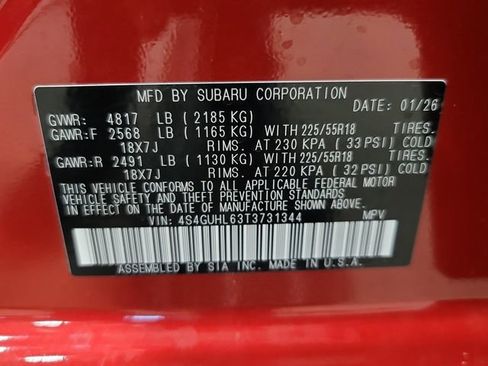 MFD BY SUBARU CORPORATION
DATE: 01/26
GVWR: 4817 LB (2185 KG)
GAWR:F 2568 LB (1165 KG) WITH 225/55R18 TIRES.
18X7J RIMS. AT 230 KPA (33 PSI) COLD
GAWR:R 2491 LB (1130 KG) WITH 225/55R18 TIRES.
18X7J RIMS. AT 220 KPA (32 PSI) COLD
THIS VEHICLE CONFORMS TO ALL APPLICABLE FEDERAL MOTOR
VEHICLE SAFETY AND THEFT PREVENTION STANDARDS
IN EFFECT ON THE DATE OF MANUFACTURE SHOWN ABOVE.
VIN: 4S4GUHL63T3731344 MPV
ASSEMBLED BY SIA INC. MADE IN U.S.A.